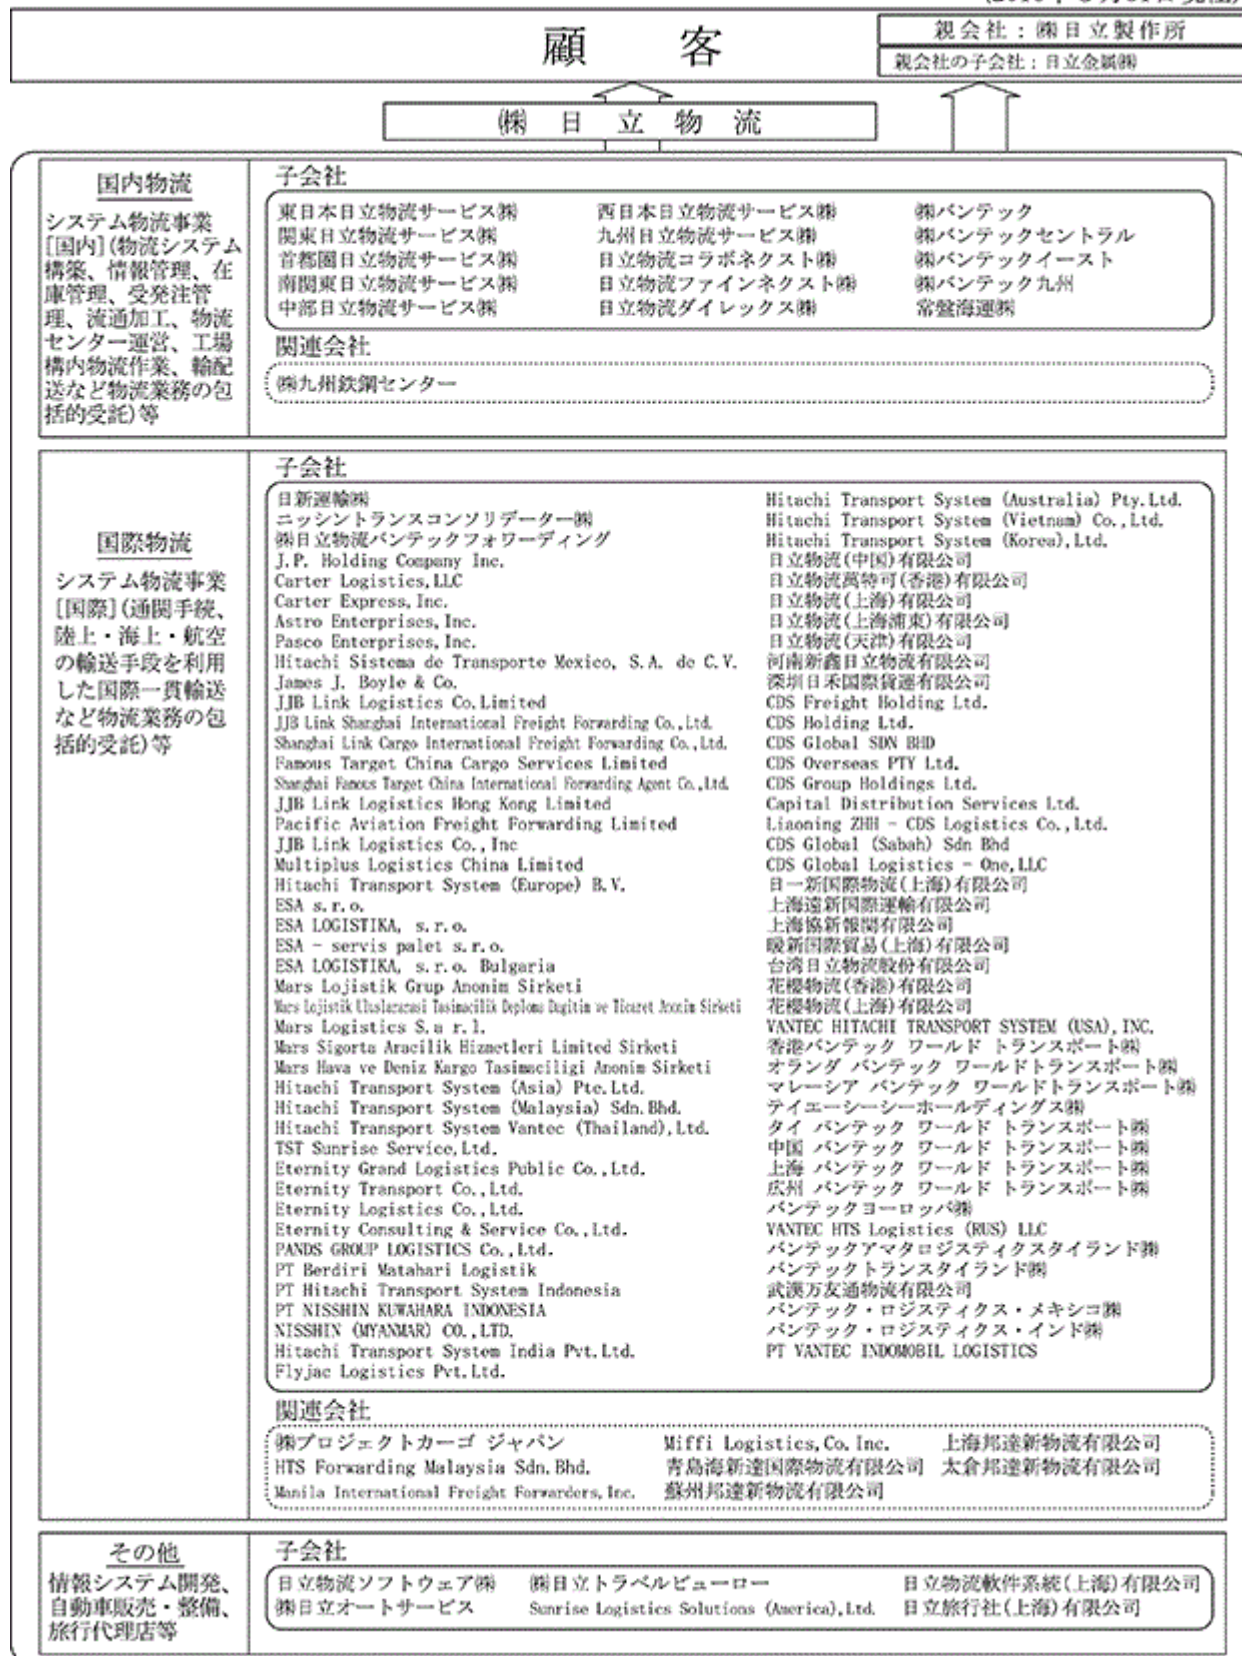 顧客
親会社：㈱日立製作所
親会社の子会社：日立金属㈱
㈱日立物流
国内物流
システム物流事業
[国内](物流システム
構築、情報管理、在
庫管理、受発注管
理、流通加工、物流
センター運営、工場
構内物流作業、輸配
送など物流業務の包
括的受託)等
子会社
東日本日立物流サービス㈱ 西日本日立物流サービス㈱ ㈱バンテック
関東日立物流サービス㈱ 九州日立物流サービス㈱ ㈱バンテックセントラル
首都圏日立物流サービス㈱ 日立物流コラボネクスト㈱ ㈱バンテックイースト
南関東日立物流サービス㈱ 日立物流ファインネクスト㈱ ㈱バンテック九州
中部日立物流サービス㈱ 日立物流ダイレックス㈱ 常盤海運㈱
関連会社
㈱九州鉄鋼センター
国際物流
システム物流事業
[国際](通関手続、
陸上・海上・航空
の輸送手段を利用
した国際一貫輸送
など物流業務の包
括的受託)等
子会社
日新運輸㈱
ニッシントランスコンソリデーター㈱
㈱日立物流バンテックフォワーディング
J.P. Holding Company Inc.
Carter Logistics,LLC
Carter Express,Inc.
Astro Enterprises,Inc.
Pasco Enterprises,Inc.
Hitachi Sistema de Transporte Mexico, S.A. de C.V.
James J. Boyle & Co.
JJB Link Logistics Co.Limited
JJB Link Shanghai International Freight Forwarding Co.,Ltd.
Shanghai Link Cargo International Freight Forwarding Co.,Ltd.
Famous Target China Cargo Services Limited
Shanghai Famous Target China International Forwarding Agent Co.,Ltd.
JJB Link Logistics Hong Kong Limited
Pacific Aviation Freight Forwarding Limited
JJB Link Logistics Co.,Inc
Multiplus Logistics China Limited
Hitachi Transport System (Europe) B.V.
ESA s.r.o.
ESA LOGISTIKA, s.r.o.
ESA - servis palet s.r.o.
ESA LOGISTIKA, s.r.o. Bulgaria
Mars Lojistik Grup Anonim Sirketi
Mars Lojistik Uluslararasi Tasimacilik Deploma Dagitim ve Ticaret Anonim Sirketi
Mars Logistics S.a r.l.
Mars Sigorta Aracilik Hizmetleri Limited Sirketi
Mars Hava ve Deniz Kargo Tasimaciligi Anonim Sirketi
Hitachi Transport System (Asia) Pte.Ltd.
Hitachi Transport System (Malaysia) Sdn.Bhd.
Hitachi Transport System Vantec (Thailand),Ltd.
TST Sunrise Service,Ltd.
Eternity Grand Logistics Public Co.,Ltd.
Eternity Transport Co.,Ltd.
Eternity Logistics Co.,Ltd.
Eternity Consulting & Service Co.,Ltd.
PANDS GROUP LOGISTICS Co.,Ltd.
PT Berdiri Matahari Logistik
PT Hitachi Transport System Indonesia
PT NISSHIN KUWAHARA INDONESIA
NISSHIN (MYANMAR) CO.,LTD.
Hitachi Transport System India Pvt.Ltd.
Flyjac Logistics Pvt.Ltd.
Hitachi Transport System (Australia) Pty.Ltd.
Hitachi Transport System (Vietnam) Co.,Ltd.
Hitachi Transport System (Korea),Ltd.
日立物流(中国)有限公司
日立物流萬特可(香港)有限公司
日立物流(上海)有限公司
日立物流(上海浦東)有限公司
日立物流(天津)有限公司
河南新鑫日立物流有限公司
深圳日禾国際貨運有限公司
CDS Freight Holding Ltd.
CDS Holding Ltd.
CDS Global SDN BHD
CDS Overseas PTY Ltd.
CDS Group Holdings Ltd.
Capital Distribution Services Ltd.
Liaoning ZHH - CDS Logistics Co.,Ltd.
CDS Global (Sabah) Sdn Bhd
CDS Global Logistics - One,LLC
日一新国際物流(上海)有限公司
上海遠新国際運輸有限公司
上海協新報関有限公司
暖新国際貿易(上海)有限公司
台湾日立物流股份有限公司
花櫻物流(香港)有限公司
花櫻物流(上海)有限公司
VANTEC HITACHI TRANSPORT SYSTEM (USA),INC.
香港バンテック ワールド トランスポート㈱
オランダ バンテック ワールドトランスポート㈱
マレーシア バンテック ワールドトランスポート㈱
テイエーシーシーホールディングス㈱
タイ バンテック ワールド トランスポート㈱
中国 バンテック ワールド トランスポート㈱
上海 バンテック ワールド トランスポート㈱
広州 バンテック ワールド トランスポート㈱
バンテックヨーロッパ㈱
VANTEC HTS Logistics (RUS) LLC
バンテックアマタロジスティクスタイランド㈱
バンテックトランスタイランド㈱
武漢万友通物流有限公司
バンテック・ロジスティクス・メキシコ㈱
バンテック・ロジスティクス・インド㈱
PT VANTEC INDOMOBIL LOGISTICS
関連会社
㈱プロジェクトカーゴ ジャパン Miffi Logistics,Co.Inc. 上海邦達新物流有限公司
HTS Forwarding Malaysia Sdn.Bhd. 青島海新達国際物流有限公司 太倉邦達新物流有限公司
Manila International Freight Forwarders,Inc. 蘇州邦達新物流有限公司
その他
情報システム開発、
自動車販売・整備、
旅行代理店等
子会社
日立物流ソフトウェア㈱ ㈱日立トラベルビューロー 日立物流軟件系統(上海)有限公司
㈱日立オートサービス Sunrise Logistics Solutions (America),Ltd. 日立旅行社(上海)有限公司